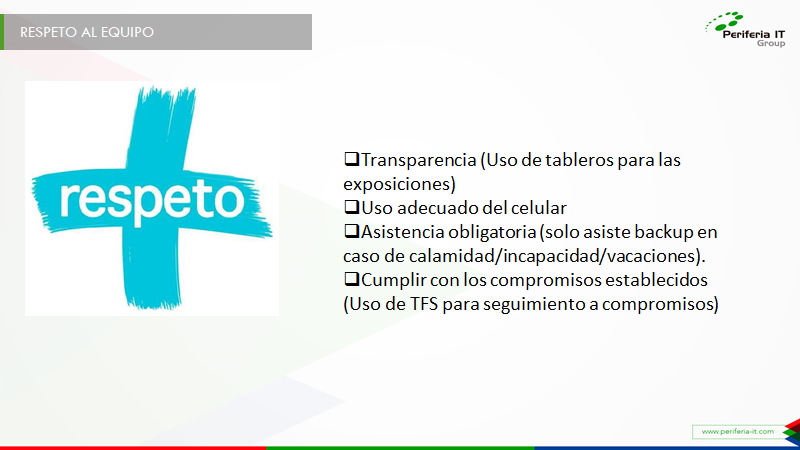 RESPETO AL EQUIPO
Periferia IT
Group
respeto
❑Transparencia (Uso de tableros para las
exposiciones)
❑Uso adecuado del celular
❑Asistencia obligatoria (solo asiste backup en
caso de calamidad/incapacidad/vacaciones).
❑Cumplir con los compromisos establecidos
(Uso de TFS para seguimiento a compromisos)
www.periferia-it.com